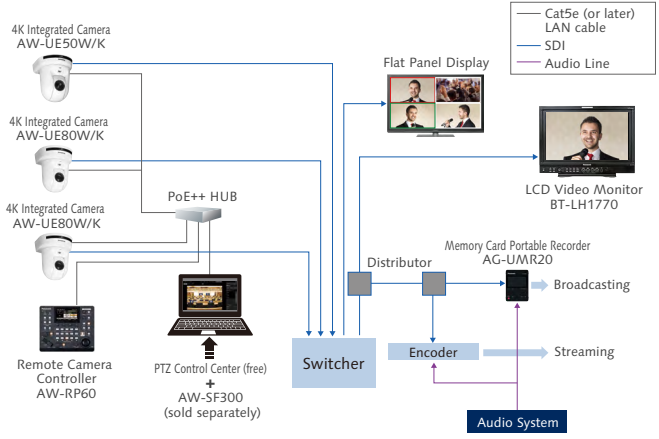 4K Integrated Camera
AW-UE50W/K
4K Integrated Camera
AW-UE80W/K
4K Integrated Camera
AW-UE80W/K
PoE++ HUB
Remote Camera
Controller
AW-RP60
PTZ Control Center (free)
+
AW-SF300
(sold separately)
Switcher
Flat Panel Display
Cat5e (or later)
LAN cable
SDI
Audio Line
LCD Video Monitor
BT-LH1770
Distributor
Memory Card Portable Recorder
AG-UMR20
Broadcasting
Encoder
Streaming
Audio System